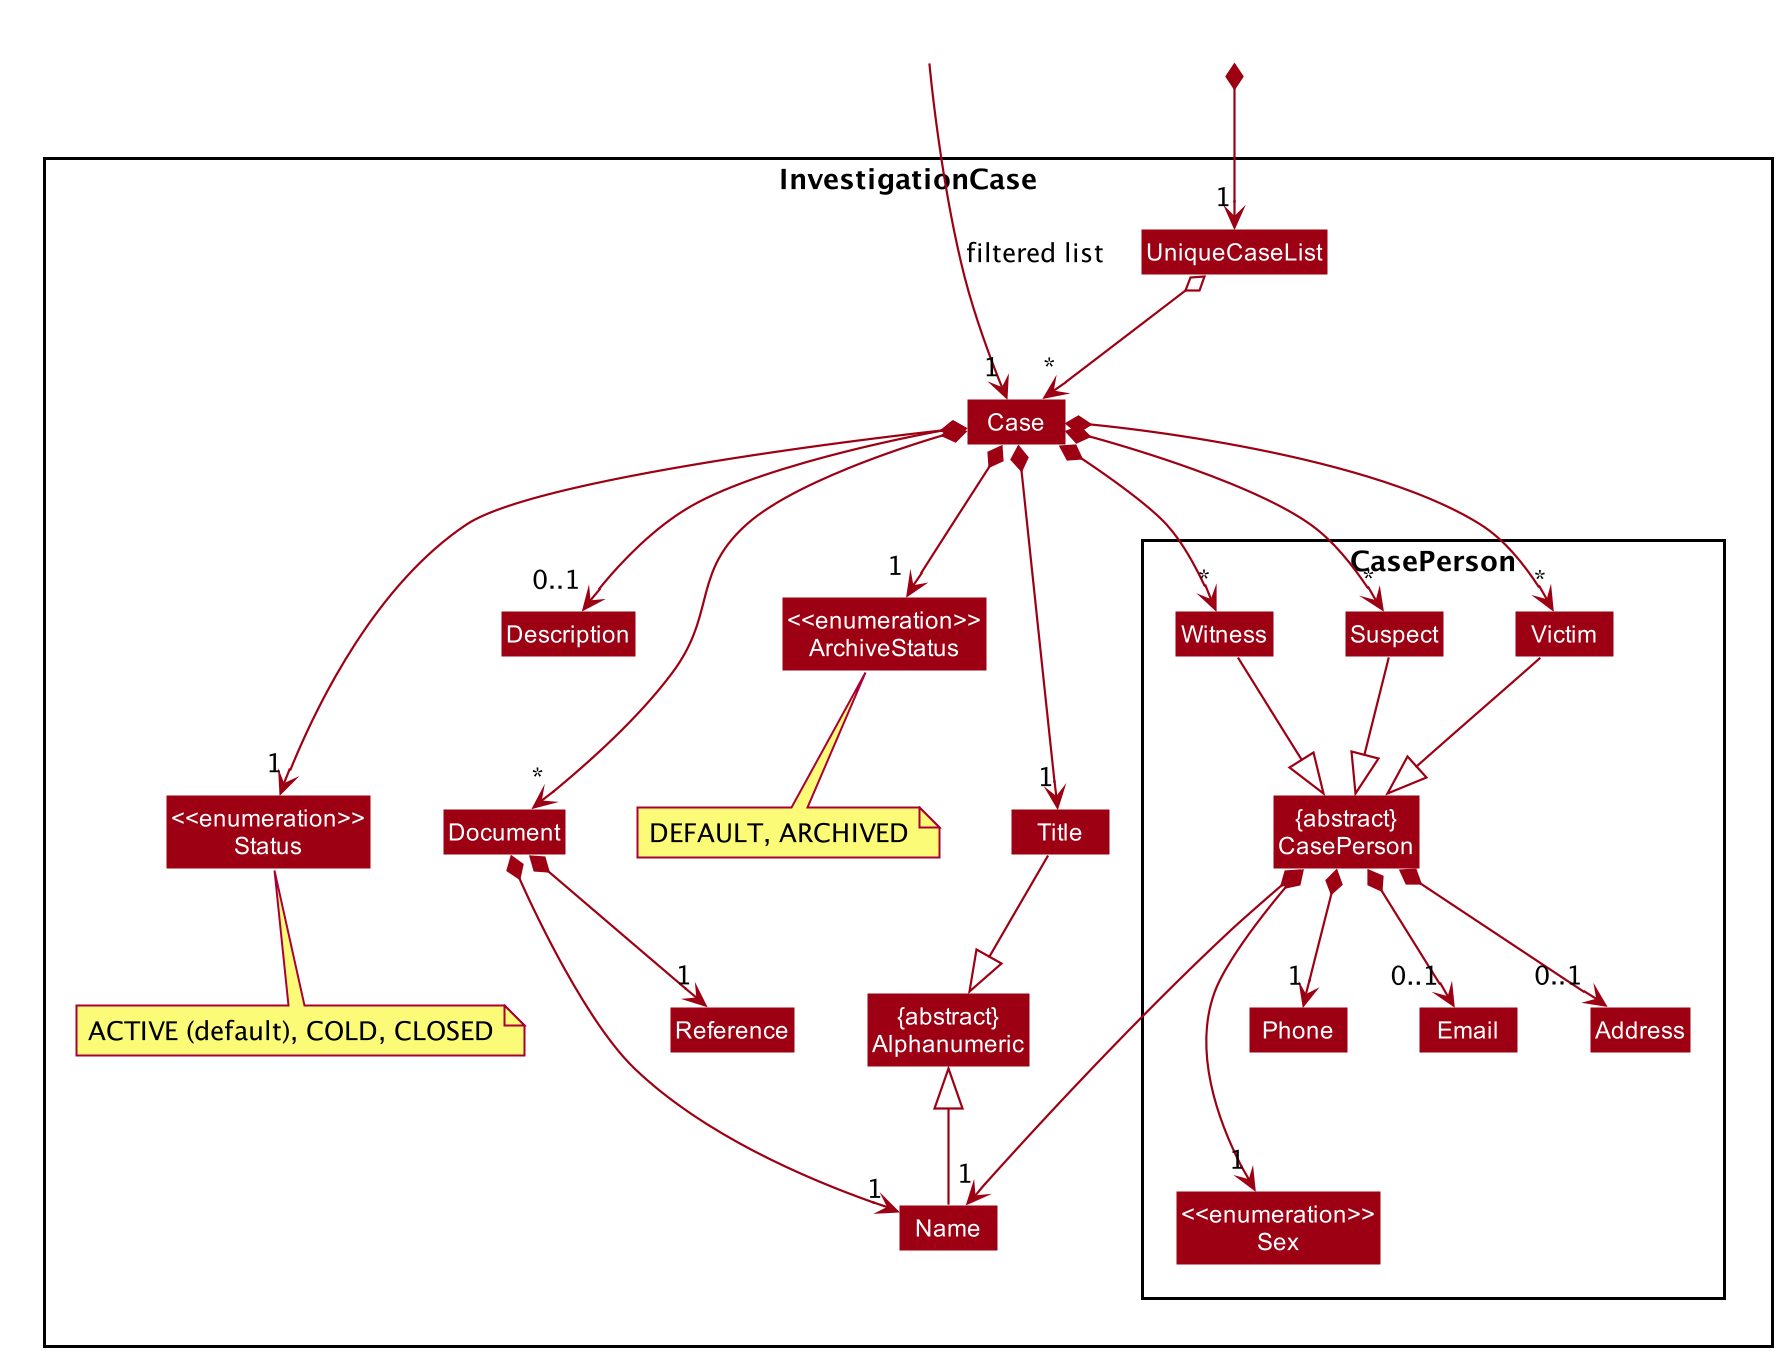 InvestigationCase
1
UniqueCaseList
filtered list
1
*
Case
1
0..1
CasePerson
*
*
*
<<enumeration>>
ArchiveStatus
Description
Witness
Suspect
Victim
1
*
1
<<enumeration>>
Status
Document
DEFAULT, ARCHIVED
Title
{abstract}
CasePerson
1
1
0..1
0..1
ACTIVE (default), COLD, CLOSED
Reference
{abstract}
Alphanumeric
Phone
Email
Address
1
1
1
Name
<<enumeration>>
Sex